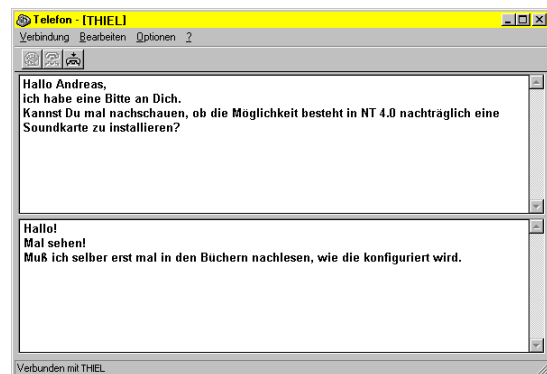 Telefon - [THIEL]
Verbindung Bearbeiten Optionen ?
Hallo Andreas,
ich habe eine Bitte an Dich.
Kannst Du mal nachschauen, ob die Möglichkeit besteht in NT 4.0 nachträglich eine
Soundkarte zu installieren?
Hallo!
Mal sehen!
Muß ich selber erst mal in den Büchern nachlesen, wie die konfiguriert wird.
Verbunden mit THIEL